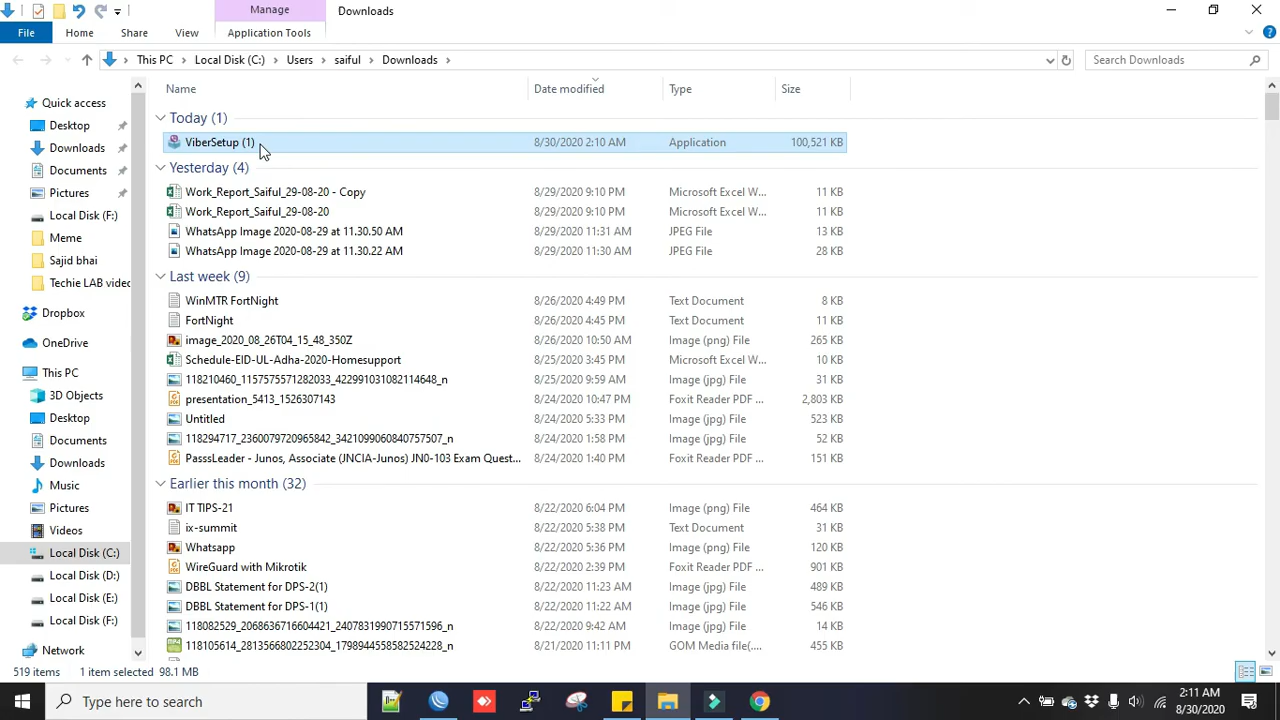 Manage
Downloads
File
Home
Share
View
Application Tools
This PC
Local Disk (C:)
Users
saiful
Downloads
Search Downloads
Name
Date modified
Type
Size
Quick access
Desktop
Downloads
Documents
Pictures
Local Disk (F:)
Meme
Sajid bhai
Techie LAB videc
Dropbox
OneDrive
This PC
3D Objects
Desktop
Documents
Downloads
Music
Pictures
Videos
Local Disk (C:)
Local Disk (D:)
Local Disk (E:)
Local Disk (F:)
Network
Today (1)
ViberSetup (1) 8/30/2020 2:10 AM Application 100,521 KB
Yesterday (4)
Work_Report_Saiful_29-08-20 - Copy 8/29/2020 9:10 PM Microsoft Excel W... 11 KB
Work_Report_Saiful_29-08-20 8/29/2020 9:10 PM Microsoft Excel W... 11 KB
WhatsApp Image 2020-08-29 at 11.30.50 AM 8/29/2020 11:31 AM JPEG File 13 KB
WhatsApp Image 2020-08-29 at 11.30.22 AM 8/29/2020 11:30 AM JPEG File 28 KB
Last week (9)
WinMTR FortNight 8/26/2020 4:49 PM Text Document 8 KB
FortNight 8/26/2020 4:45 PM Text Document 11 KB
image_2020_08_26T04_15_48_350Z 8/26/2020 10:50 AM Image (png) File 265 KB
Schedule-EID-UL-Adha-2020-Homesupport 8/25/2020 3:45 PM Microsoft Excel W... 10 KB
118210460_1157575571282033_422991031082114648_n 8/25/2020 9:59 AM Image (jpg) File 31 KB
presentation_5413_1526307143 8/24/2020 10:47 PM Foxit Reader PDF ... 2,803 KB
Untitled 8/24/2020 5:33 PM Image (jpg) File 523 KB
118294717_2360079720965842_3421099060840757507_n 8/24/2020 1:58 PM Image (jpg) File 52 KB
PasssLeader - Junos, Associate (JNCIA-Junos) JN0-103 Exam Quest... 8/24/2020 1:40 PM Foxit Reader PDF ... 151 KB
Earlier this month (32)
IT TIPS-21 8/22/2020 6:04 PM Image (png) File 464 KB
ix-summit 8/22/2020 5:38 PM Text Document 31 KB
Whatsapp 8/22/2020 5:36 PM Image (png) File 120 KB
WireGuard with Mikrotik 8/22/2020 2:39 PM Foxit Reader PDF ... 901 KB
DBBL Statement for DPS-2(1) 8/22/2020 11:23 AM Image (jpg) File 489 KB
DBBL Statement for DPS-1(1) 8/22/2020 11:22 AM Image (jpg) File 546 KB
118082529_2068636716604421_2407831990715571596_n 8/22/2020 9:42 AM Image (jpg) File 14 KB
118105614_2813566802252304_1798944558582524228_n 8/21/2020 11:11 PM GOM Media file(.... 455 KB
519 items 1 item selected 98.1 MB
Type here to search
2:11 AM
8/30/2020